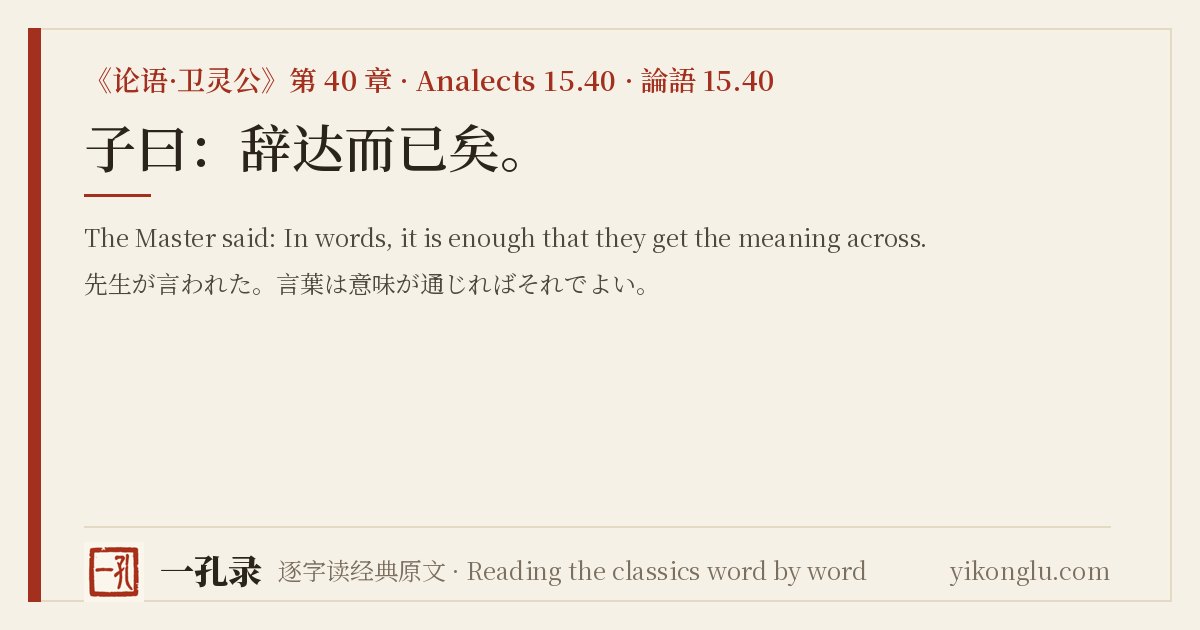 《论语·卫灵公》第 40 章 · Analects 15.40 · 論語 15.40
子曰：辞达而已矣。
The Master said: In words, it is enough that they get the meaning across.
先生が言われた。言葉は意味が通じればそれでよい。
一孔 一孔录 逐字读经典原文 · Reading the classics word by word yikonglu.com